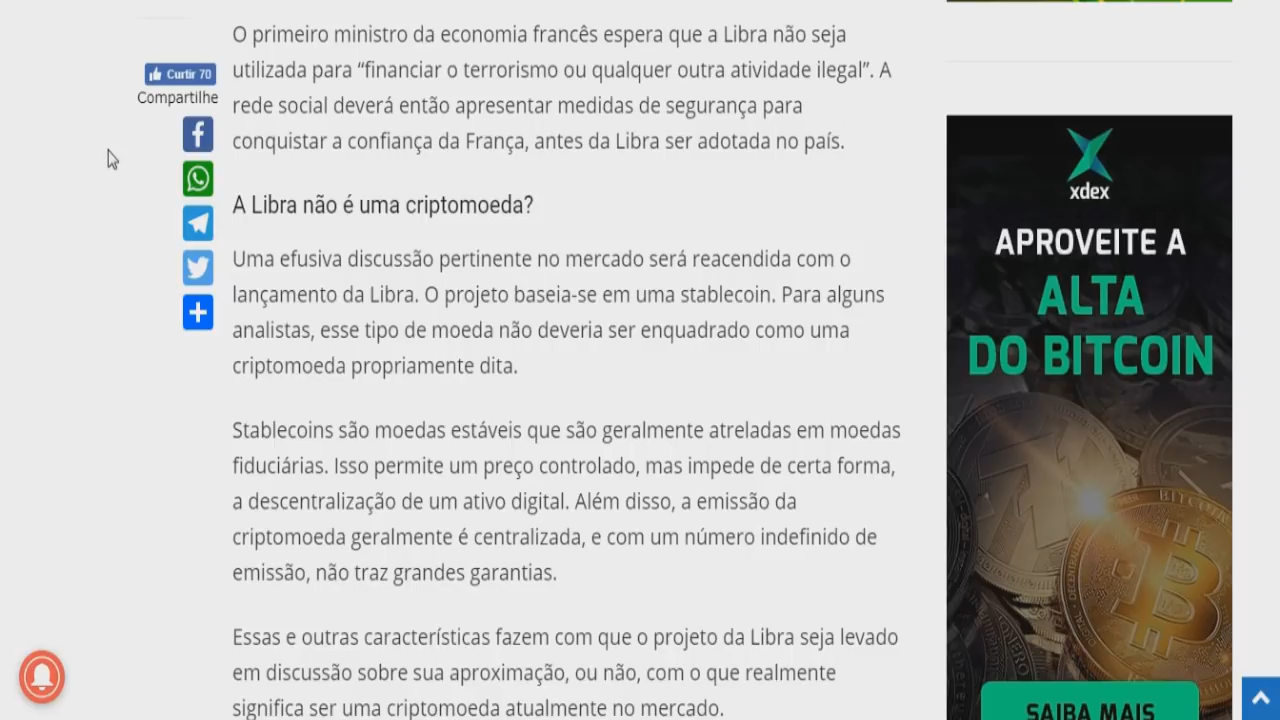 O primeiro ministro da economia francês espera que a Libra não seja
utilizada para “financiar o terrorismo ou qualquer outra atividade ilegal”. A
rede social deverá então apresentar medidas de segurança para
conquistar a confiança da França, antes da Libra ser adotada no país.
Curtir 70
Compartilhe
A Libra não é uma criptomoeda?
Uma efusiva discussão pertinente no mercado será reacendida com o
lançamento da Libra. O projeto baseia-se em uma stablecoin. Para alguns
analistas, esse tipo de moeda não deveria ser enquadrado como uma
criptomoeda propriamente dita.
Stablecoins são moedas estáveis que são geralmente atreladas em moedas
fiduciárias. Isso permite um preço controlado, mas impede de certa forma,
a descentralização de um ativo digital. Além disso, a emissão da
criptomoeda geralmente é centralizada, e com um número indefinido de
emissão, não traz grandes garantias.
Essas e outras características fazem com que o projeto da Libra seja levado
em discussão sobre sua aproximação, ou não, com o que realmente
significa ser uma criptomoeda atualmente no mercado.
xdex
APROVEITE A
ALTA
DO BITCOIN
BITCOIN
SAIBA MAIS